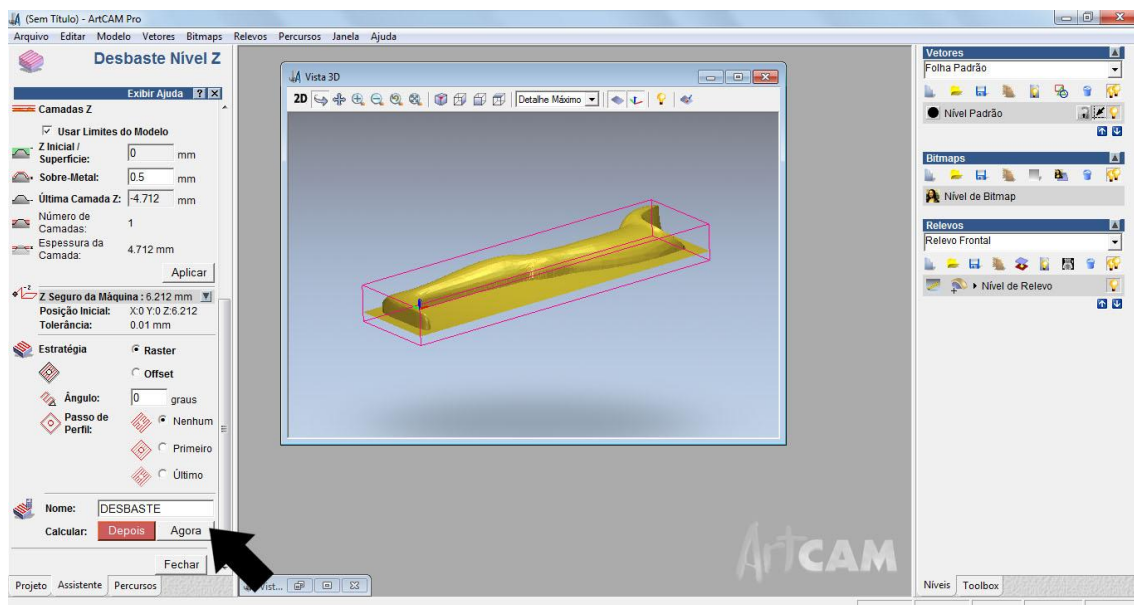 (Sem Título) - ArtCAM Pro
Arquivo Editar Modelo Vetores Bitmaps Relevos Percursos Janela Ajuda
Desbaste Nível Z
Exibir Ajuda ? X
Camadas Z
Usar Limites do Modelo
Z Inicial / Superfície: 0 mm
Sobre-Metal: 0.5 mm
Última Camada Z: -4.712 mm
Número de Camadas: 1
Espessura da Camada: 4.712 mm
Aplicar
Z Seguro da Máquina : 6.212 mm
Posição Inicial: X:0 Y:0 Z:6.212
Tolerância: 0.01 mm
Estratégia Raster
Offset
Ângulo: 0 graus
Passo de Perfil: Nenhum
Primeiro
Último
Nome: DESBASTE
Calcular: Depois Agora
Fechar
Projeto Assistente Percursos
Vista 3D
2D Detalhe Máximo
ArtCAM
Vist...
Vetores
Folha Padrão
Nível Padrão
Bitmaps
Nível de Bitmap
Relevos
Relevo Frontal
Nível de Relevo
Níveis Toolbox